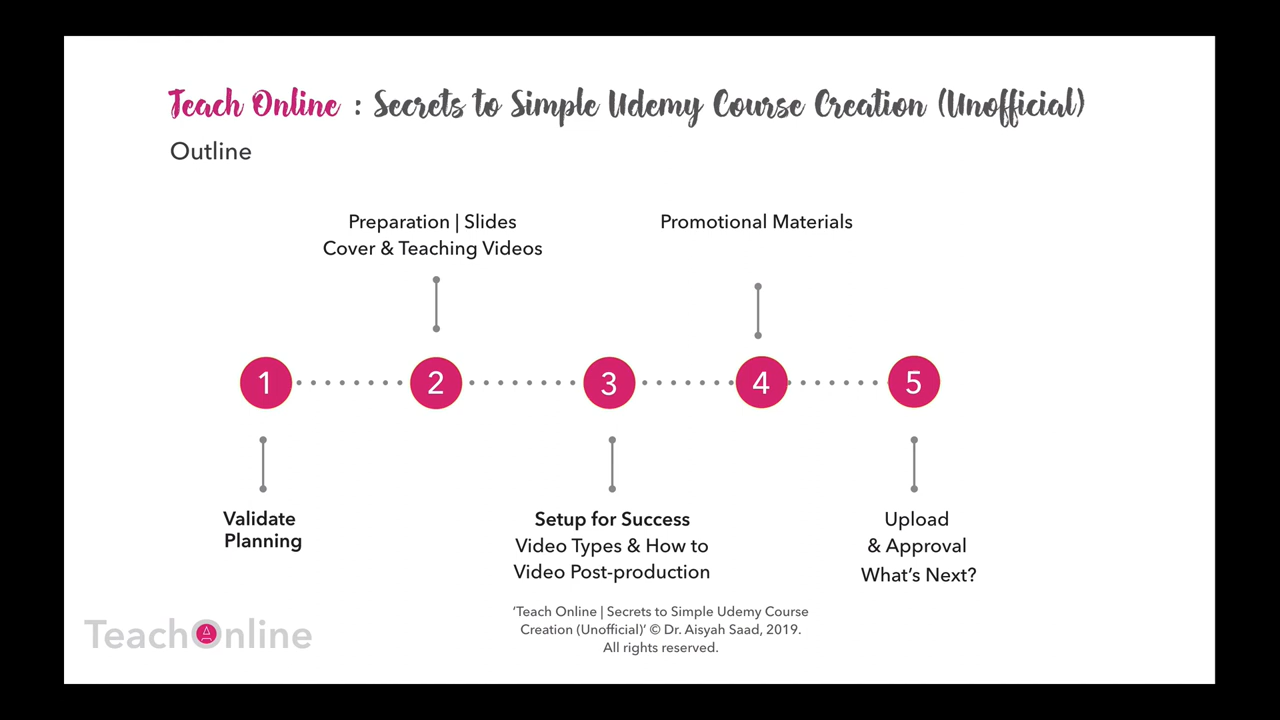 Teach Online : Secrets to Simple Udemy Course Creation (Unofficial)
Outline
Preparation | Slides
Cover & Teaching Videos
Promotional Materials
1
2
3
4
5
Validate
Planning
Setup for Success
Video Types & How to
Video Post-production
Upload
& Approval
What's Next?
'Teach Online | Secrets to Simple Udemy Course
Creation (Unofficial)' © Dr. Aisyah Saad, 2019.
All rights reserved.
TeachOnline